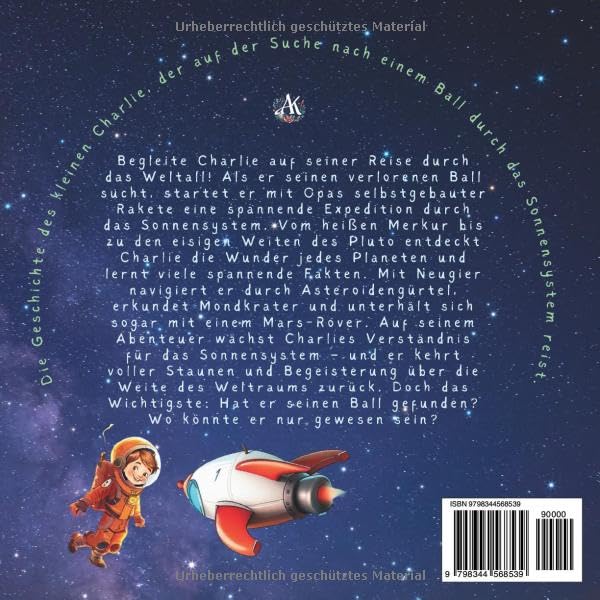 Urheberrechtlich geschütztes Material
Die Geschichte des kleinen Charlie, der auf der Suche nach einem Ball durch das Sonnensystem reist
AK
Begleite Charlie auf seiner Reise durch
das Weltall! Als er seinen verlorenen Ball
sucht, startet er mit Opas selbstgebauter
Rakete eine spannende Expedition durch
das Sonnensystem. Vom heißen Merkur bis
zu den eisigen Weiten des Pluto entdeckt
Charlie die Wunder jedes Planeten und
lernt viele spannende Fakten. Mit Neugier
navigiert er durch Asteroidengürtel,
erkundet Mondkrater und unterhält sich
sogar mit einem Mars-Rover. Auf seinem
Abenteuer wächst Charlies Verständnis
für das Sonnensystem – und er kehrt
voller Staunen und Begeisterung über die
Weite des Weltraums zurück. Doch das
Wichtigste: Hat er seinen Ball gefunden?
Wo könnte er nur gewesen sein?
1
ISBN 9798344568539
90000
9 798344 568539
Urheberrechtlich geschütztes Material